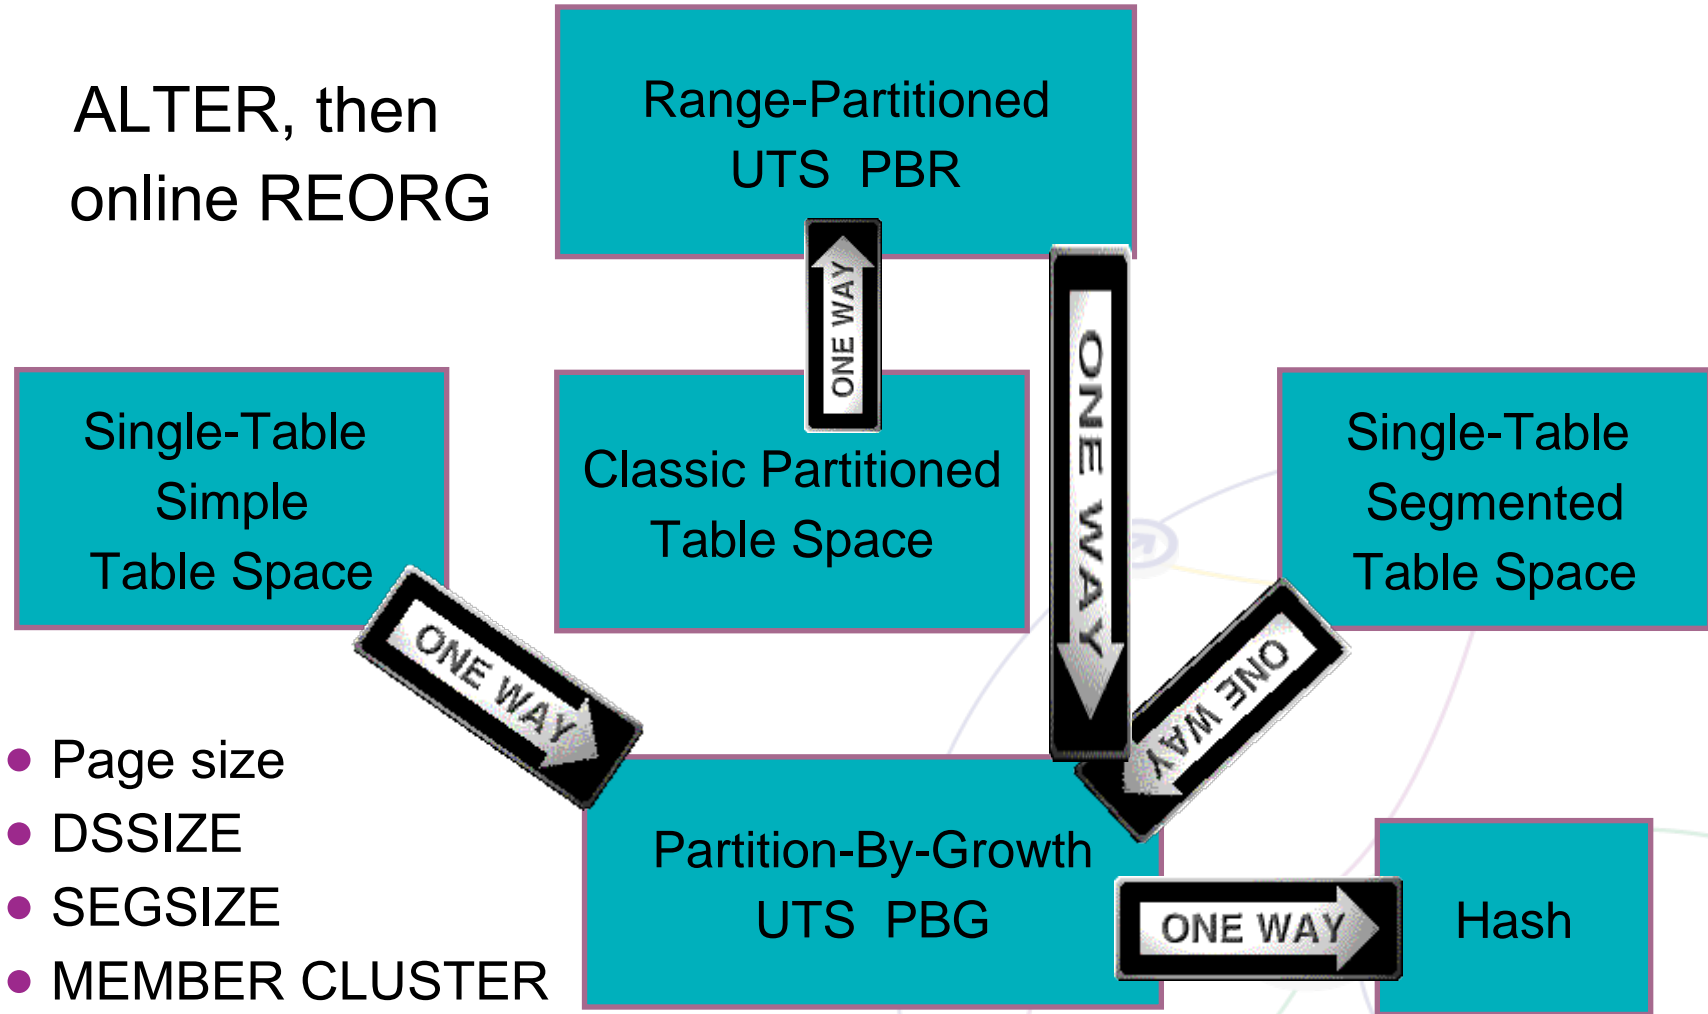 ALTER, then
online REORG
Range-Partitioned
UTS PBR
ONE WAY
ONE WAY
Single-Table
Simple
Table Space
Classic Partitioned
Table Space
Single-Table
Segmented
Table Space
ONE WAY
ONE WAY
• Page size
• DSSIZE
• SEGSIZE
• MEMBER CLUSTER
Partition-By-Growth
UTS PBG
ONE WAY
Hash